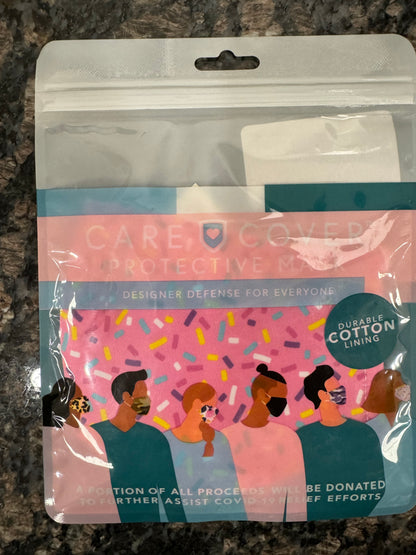 CARE COVER
PROTECTIVE MA
DESIGNER DEFENSE FOR EVERYONE
DURABLE
COTTON
LINING
A PORTION OF ALL PROCEEDS WILL BE DONATED
TO FURTHER ASSIST COVID-19 RELIEF EFFORTS